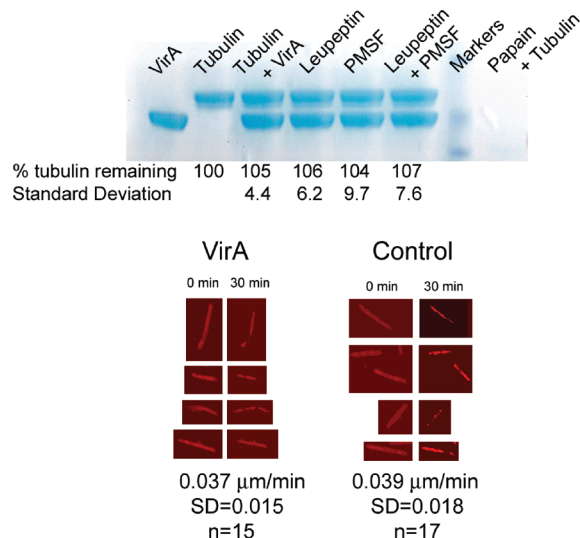 VirA
Tubulin
Tubulin
+ VirA
Leupeptin
PMSF
Leupeptin
+ PMSF
Markers
Papain
+ Tubulin
% tubulin remaining 100 105 106 104 107
Standard Deviation 4.4 6.2 9.7 7.6
VirA Control
0 min 30 min 0 min 30 min
0.037 μm/min 0.039 μm/min
SD=0.015 SD=0.018
n=15 n=17